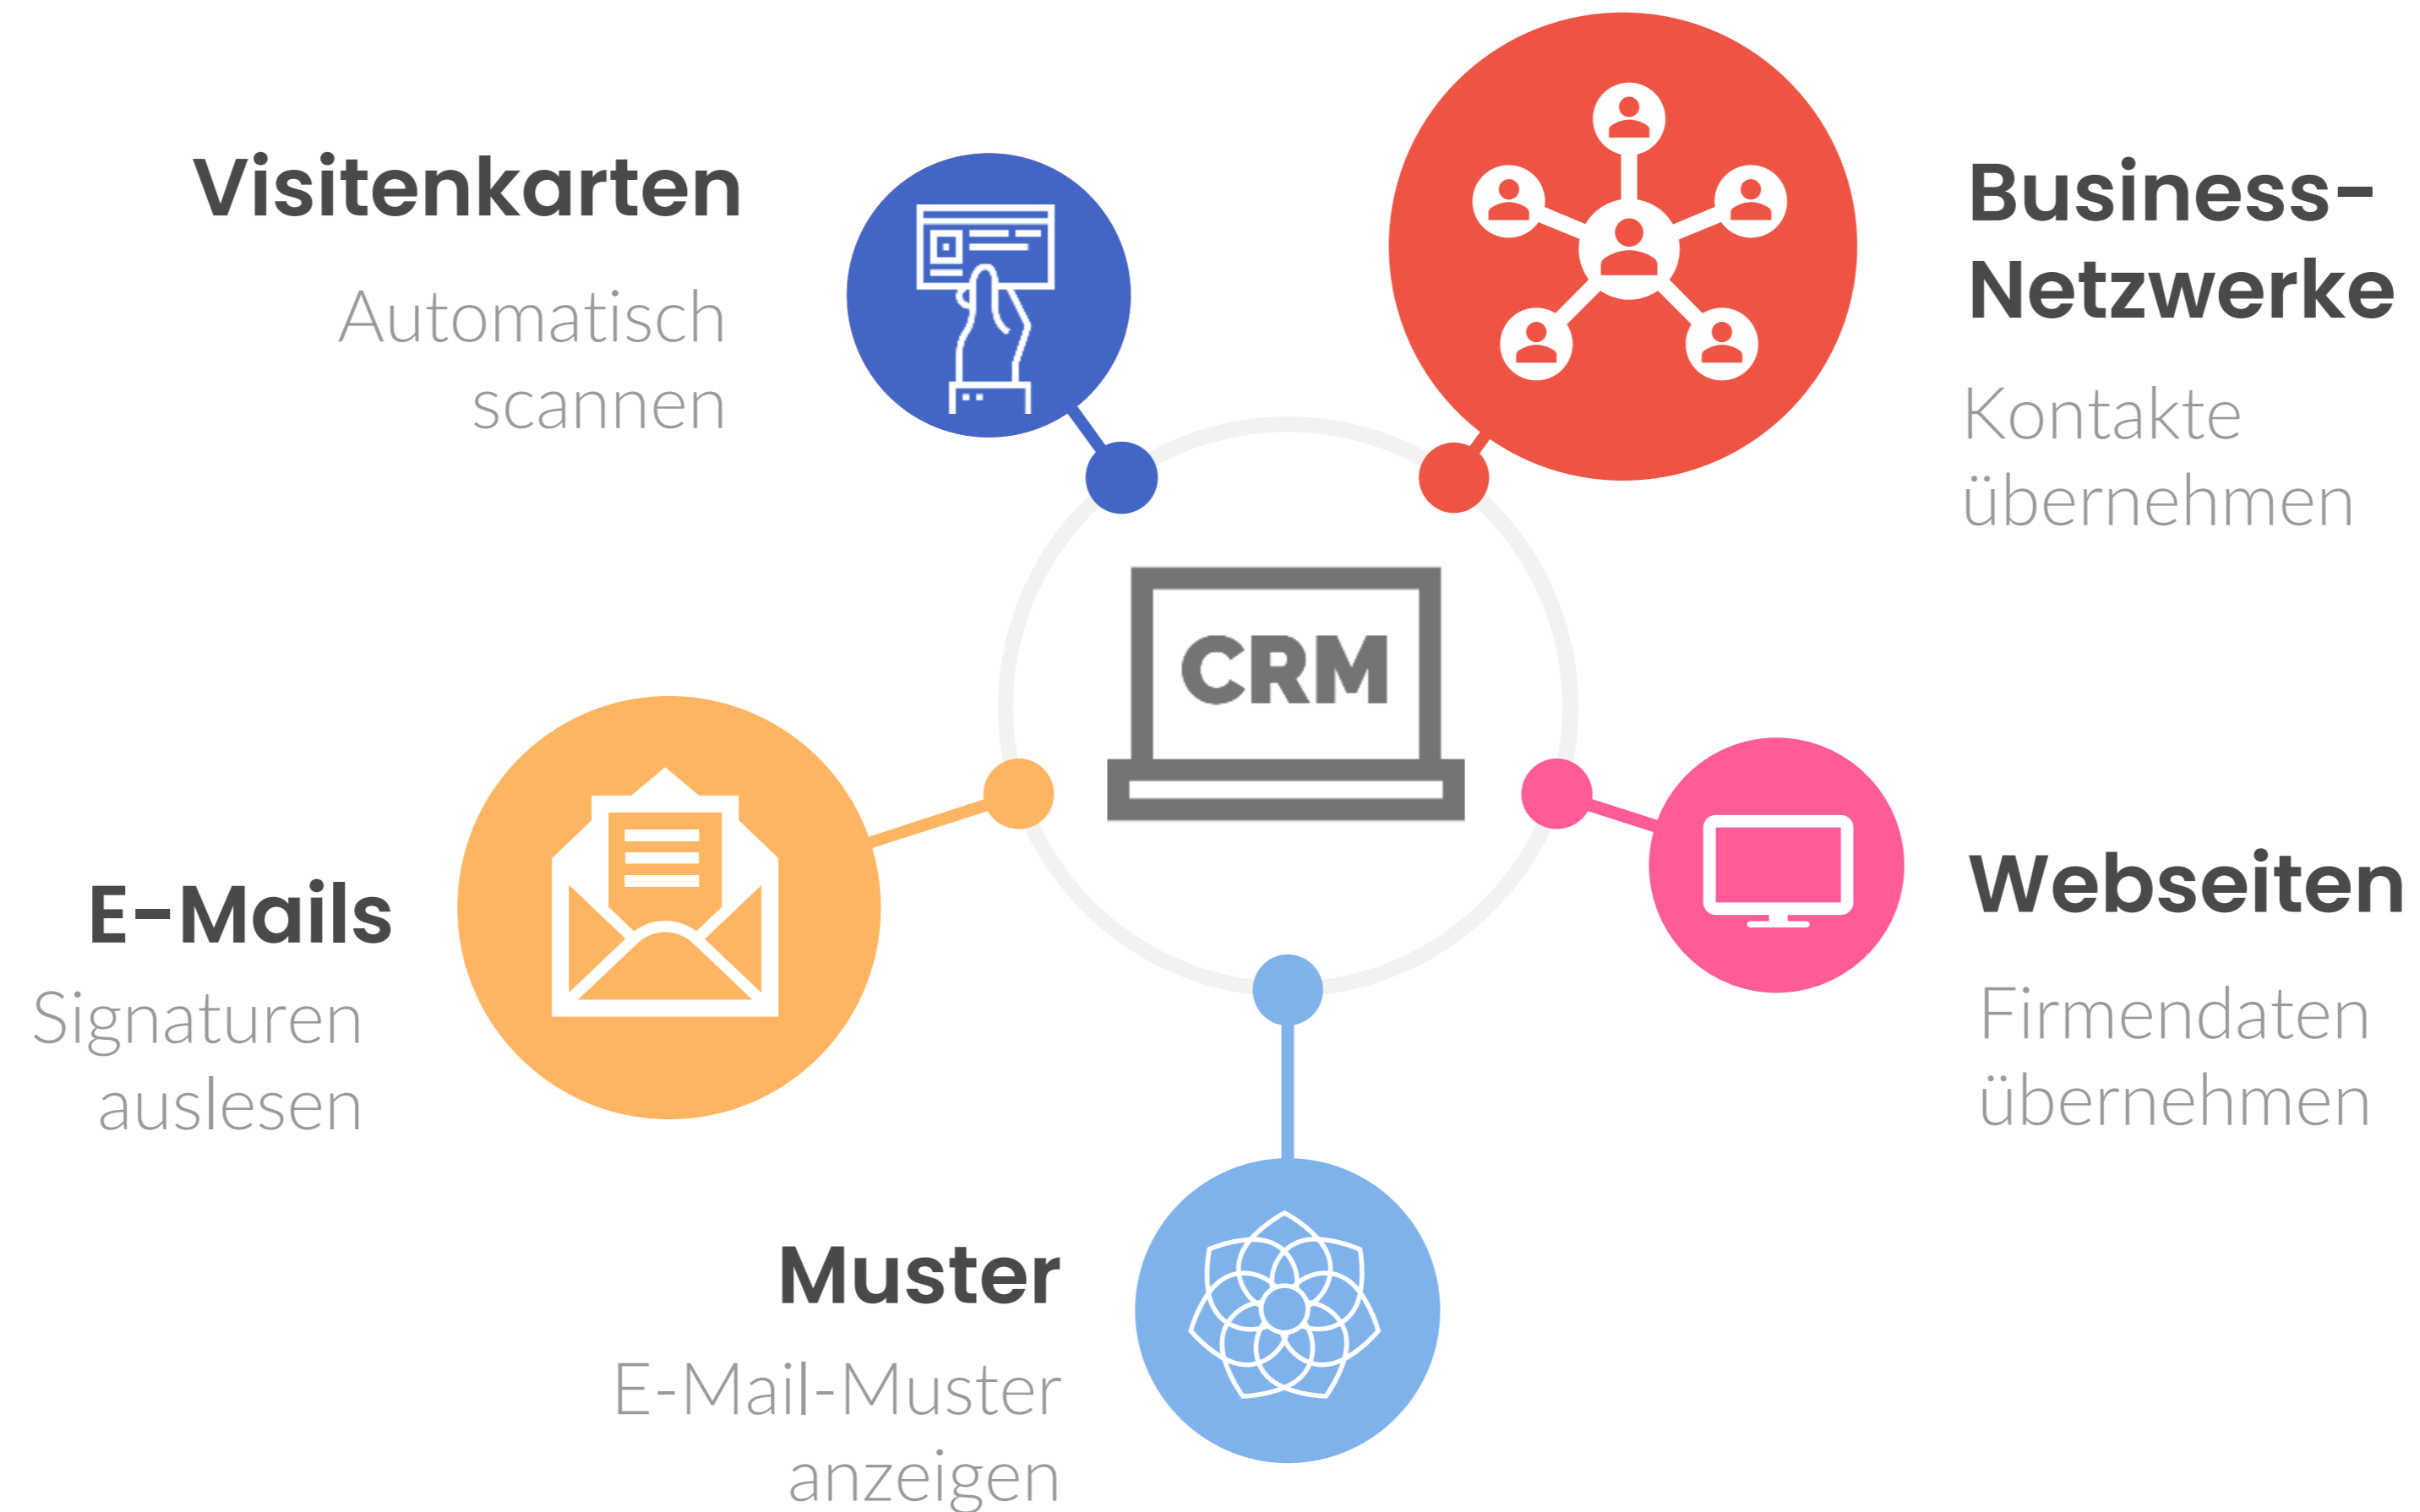 Visitenkarten
Automatisch
scannen
Business-
Netzwerke
Kontakte
übernehmen
CRM
E-Mails
Signaturen
auslesen
Webseiten
Firmendaten
übernehmen
Muster
E-Mail-Muster
anzeigen